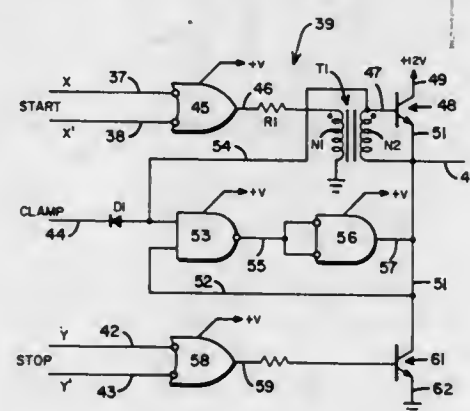 39
+V
+12V
X 37 46 T1 47 49
START 45 R1 N1 N2 48
X' 38 51
54
+V +V
CLAMP D1
44 53 56
55 57
52 51
+V
Y 42
STOP 58 61
Y' 43 59 62